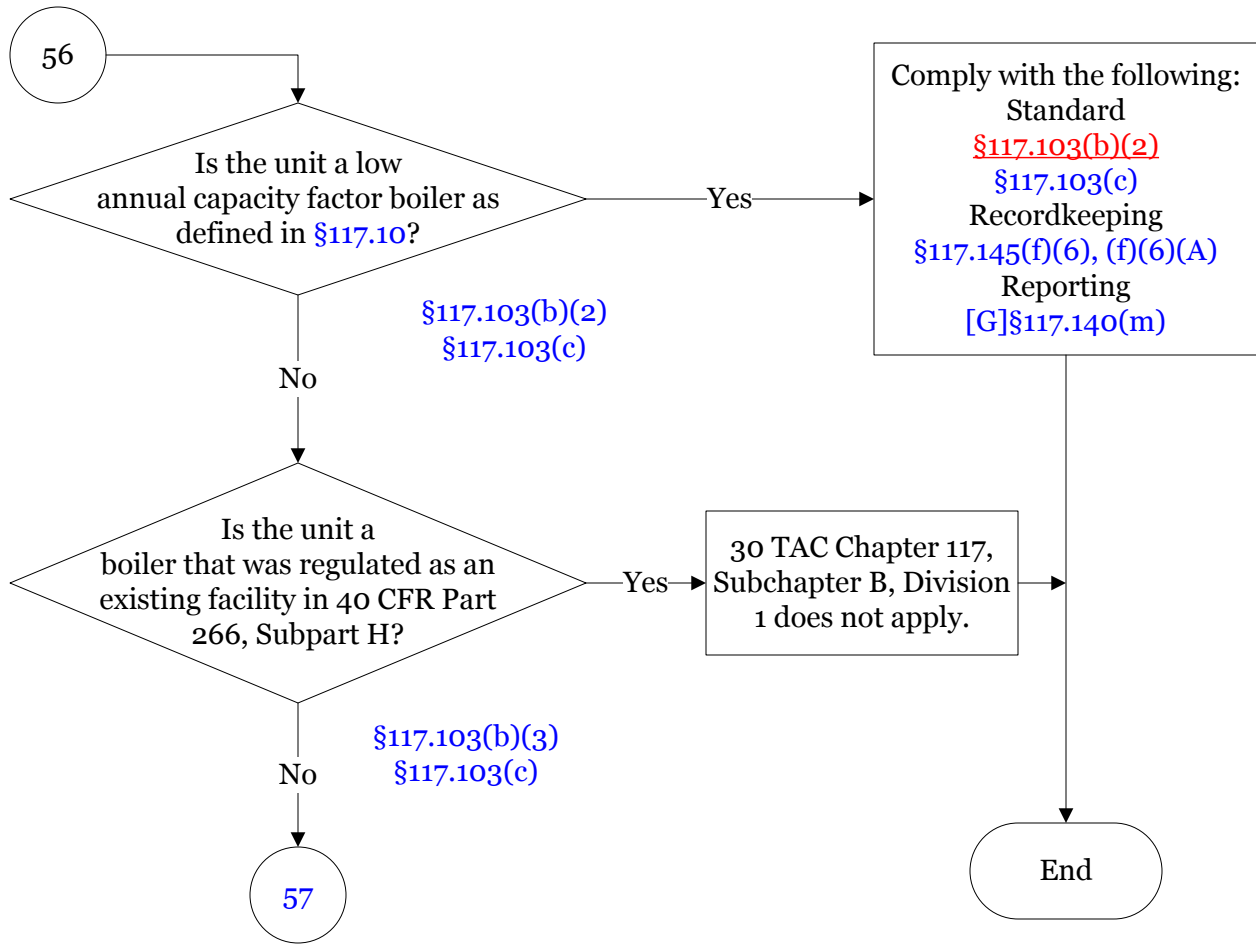 56
Is the unit a low
annual capacity factor boiler as
defined in §117.10?
Yes
Comply with the following:
Standard
§117.103(b)(2)
§117.103(c)
Recordkeeping
§117.145(f)(6), (f)(6)(A)
Reporting
[G]§117.140(m)
§117.103(b)(2)
§117.103(c)
No
Is the unit a
boiler that was regulated as an
existing facility in 40 CFR Part
266, Subpart H?
Yes
30 TAC Chapter 117,
Subchapter B, Division
1 does not apply.
§117.103(b)(3)
§117.103(c)
No
57
End